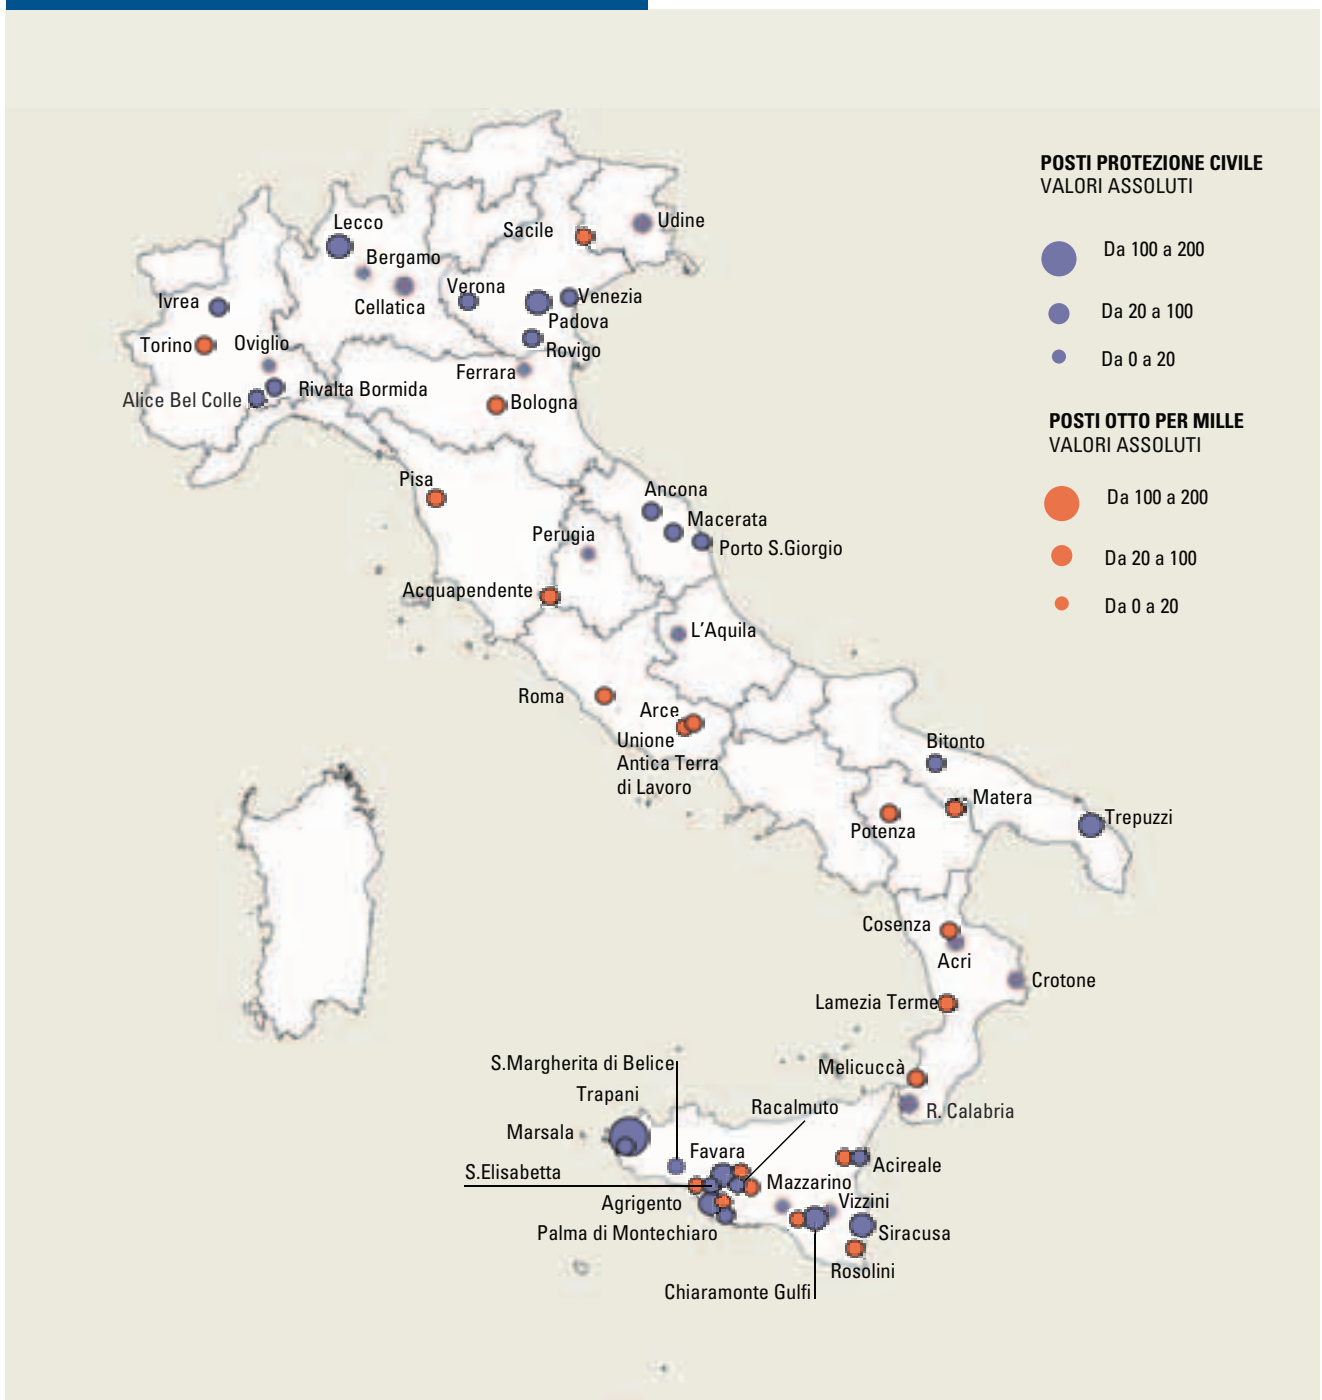 POSTI PROTEZIONE CIVILE
VALORI ASSOLUTI
Da 100 a 200
Da 20 a 100
Da 0 a 20
POSTI OTTO PER MILLE
VALORI ASSOLUTI
Da 100 a 200
Da 20 a 100
Da 0 a 20
Lecco
Sacile
Udine
Bergamo
Verona
Venezia
Ivrea
Cellatica
Padova
Torino
Oviglio
Rovigo
Ferrara
Rivalta Bormida
Alice Bel Colle
Bologna
Pisa
Ancona
Macerata
Perugia
Porto S.Giorgio
Acquapendente
L'Aquila
Roma
Arce
Unione
Antica Terra
di Lavoro
Bitonto
Matera
Trepuzzi
Potenza
Cosenza
Acri
Crotone
Lamezia Terme
S.Margherita di Belice
Melicuccà
Trapani
Racalmuto
R. Calabria
Marsala
Favara
Acireale
S.Elisabetta
Mazzarino
Agrigento
Vizzini
Palma di Montechiaro
Siracusa
Rosolini
Chiaramonte Gulfi